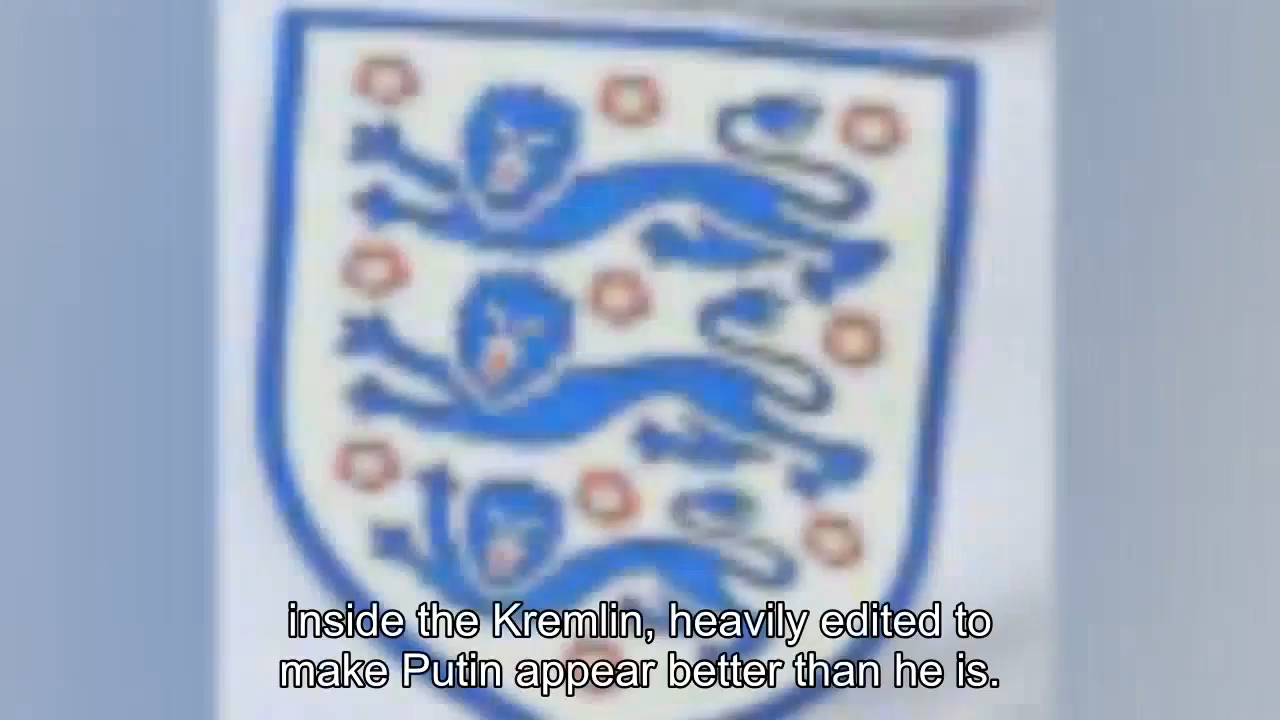 inside the Kremlin, heavily edited to
make Putin appear better than he is.